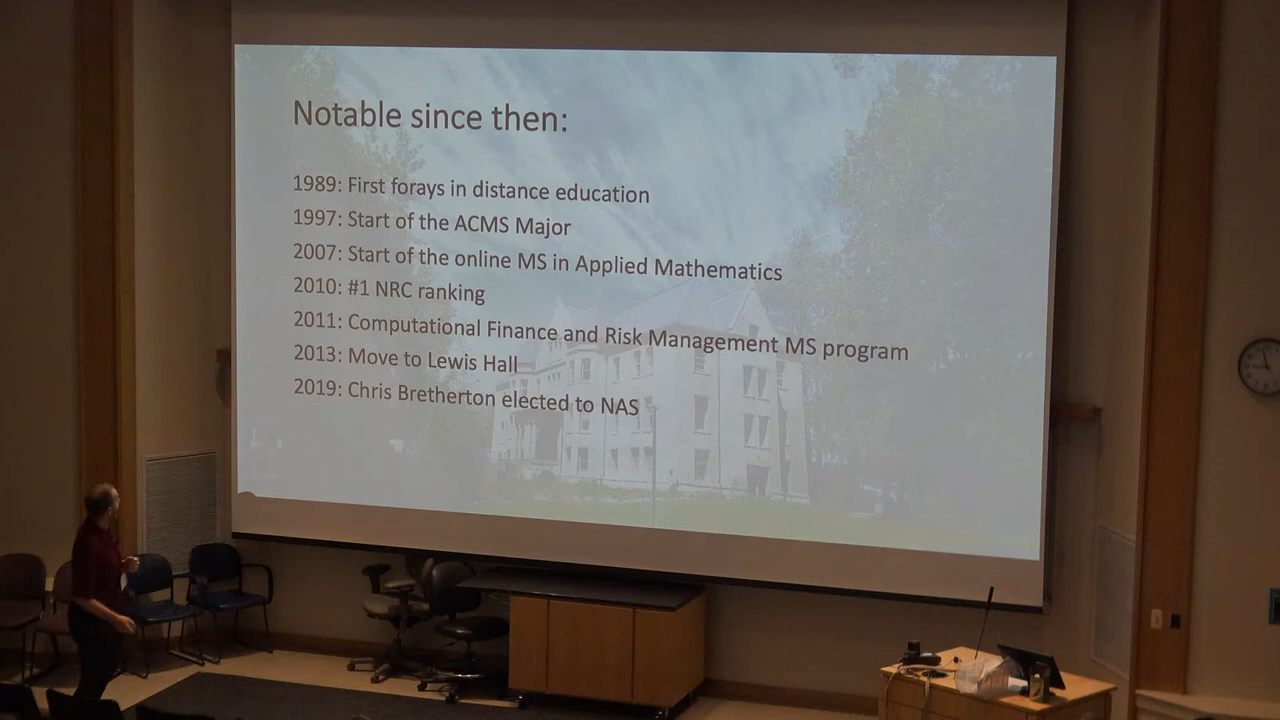 Notable since then:
1989: First forays in distance education
1997: Start of the ACMS Major
2007: Start of the online MS in Applied Mathematics
2010: #1 NRC ranking
2011: Computational Finance and Risk Management MS program
2013: Move to Lewis Hall
2019: Chris Bretherton elected to NAS